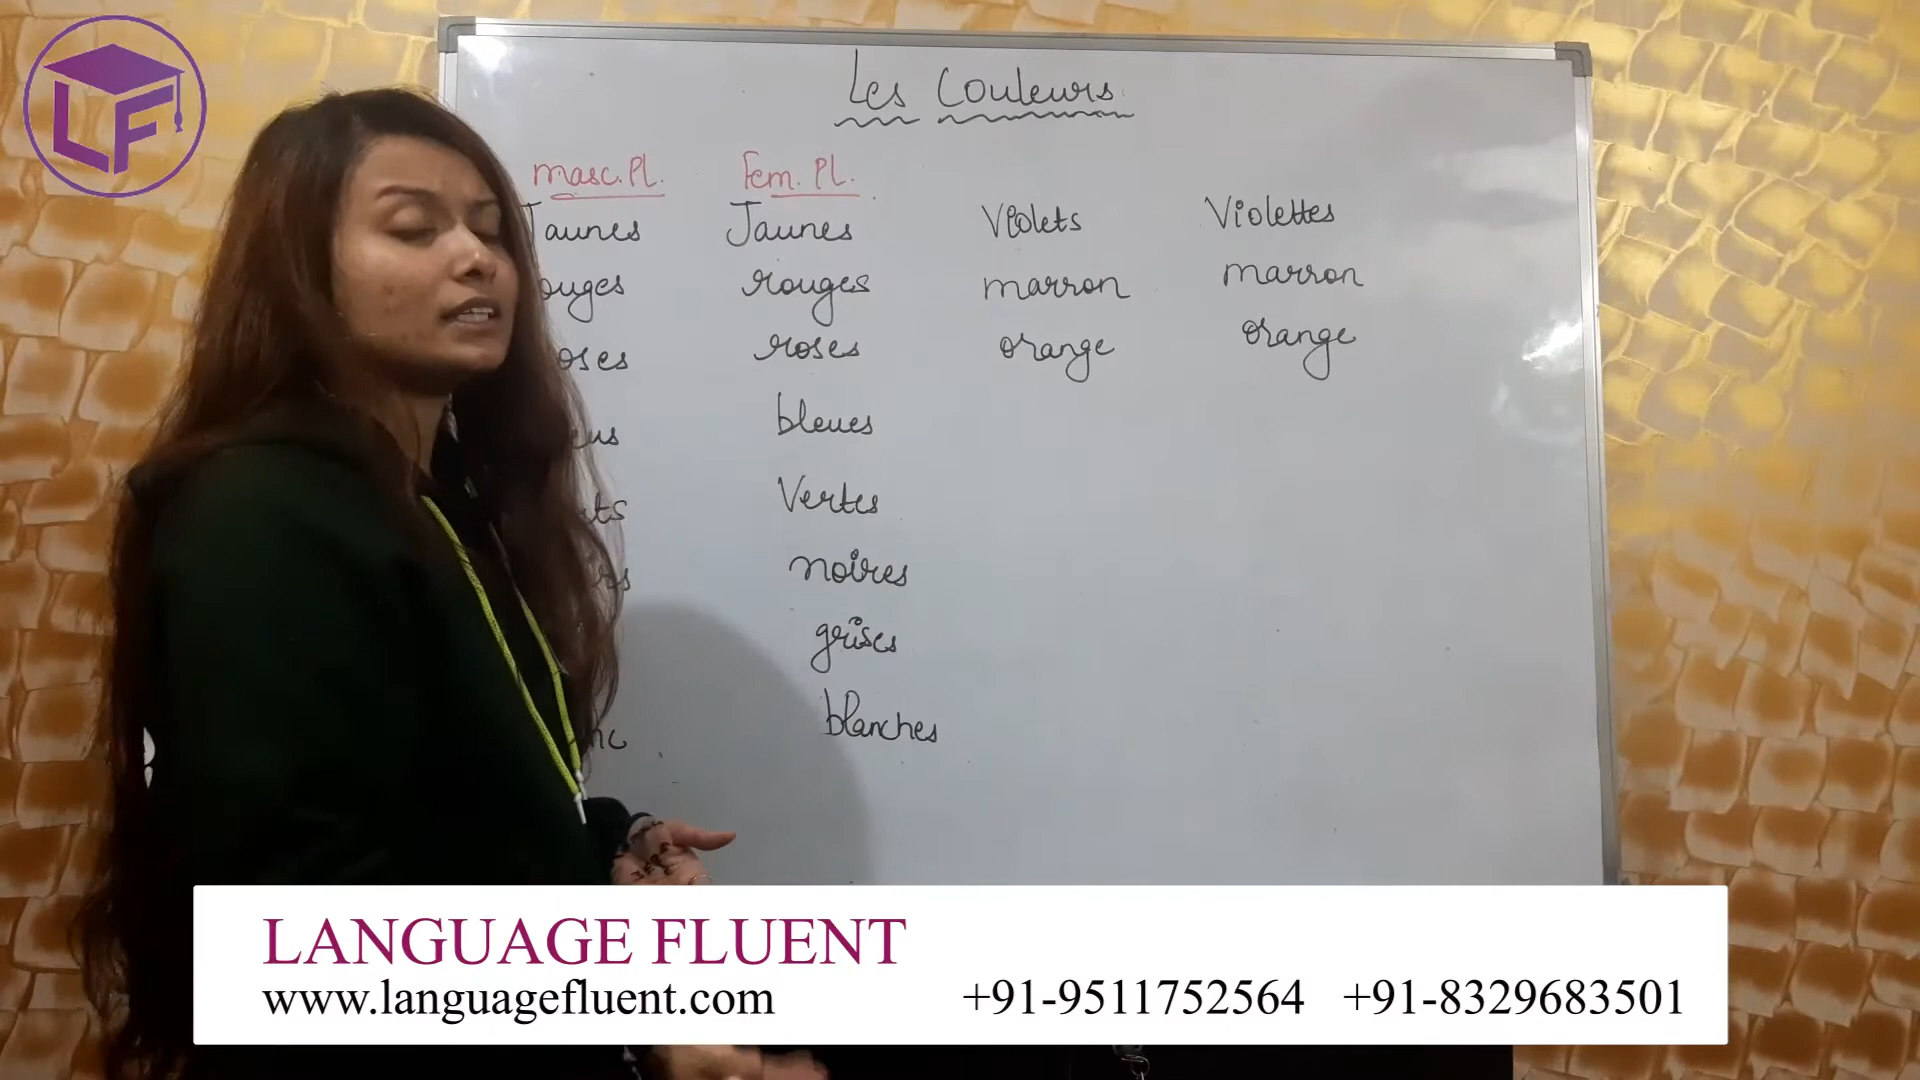 LF
Les Couleurs
masc. Pl. Fem. Pl.
Jaunes Jaunes Violets Violettes
rouges marron marron
roses orange orange
bleues
Vertes
noires
grises
blanches
LANGUAGE FLUENT
www.languagefluent.com +91-9511752564 +91-8329683501